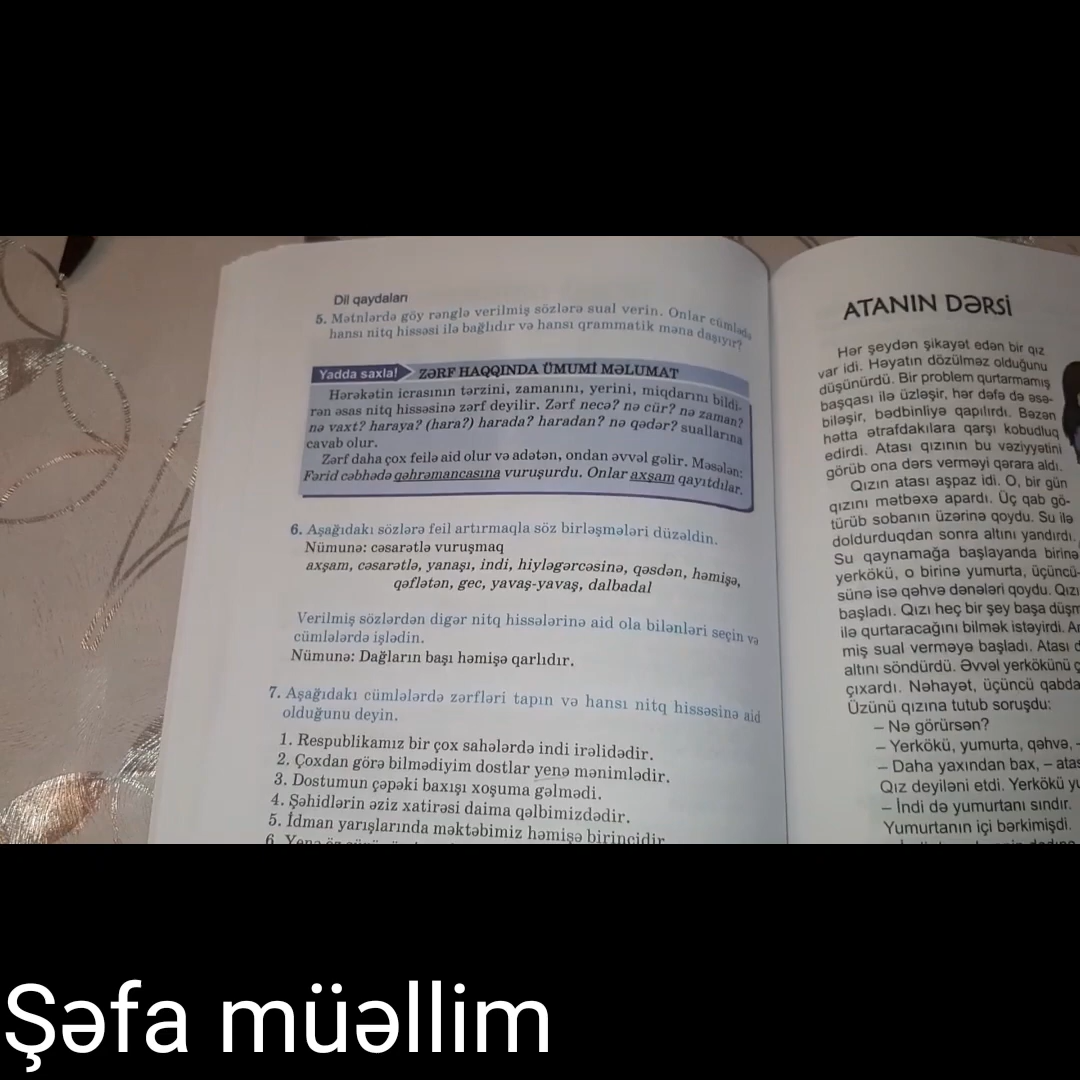 Dil qaydaları
5. Mətnlərdə göy rənglə verilmiş sözlərə sual verin. Onlar cümlədə
hansı nitq hissəsi ilə bağlıdır və hansı qrammatik məna daşıyır?
Yadda saxla! ZƏRF HAQQINDA ÜMUMİ MƏLUMAT
Hərəkətin icrasının tərzini, zamanını, yerini, miqdarını bildi-
rən əsas nitq hissəsinə zərf deyilir. Zərf necə? nə cür? nə zaman?
nə vaxt? haraya? (hara?) harada? haradan? nə qədər? suallarına
cavab olur.
Zərf daha çox feilə aid olur və adətən, ondan əvvəl gəlir. Məsələn:
Fərid cəbhədə qəhrəmancasına vuruşurdu. Onlar axşam qayıtdılar.
6. Aşağıdakı sözlərə feil artırmaqla söz birləşmələri düzəldin.
Nümunə: cəsarətlə vuruşmaq
axşam, cəsarətlə, yanaşı, indi, hiyləgərcəsinə, qəsdən, həmişə,
qəflətən, gec, yavaş-yavaş, dalbadal
Verilmiş sözlərdən digər nitq hissələrinə aid ola bilənləri seçin və
cümlələrdə işlədin.
Nümunə: Dağların başı həmişə qarlıdır.
7. Aşağıdakı cümlələrdə zərfləri tapın və hansı nitq hissəsinə aid
olduğunu deyin.
1. Respublikamız bir çox sahələrdə indi irəlidədir.
2. Çoxdan görə bilmədiyim dostlar yenə mənimlədir.
3. Dostumun çəpəki baxışı xoşuma gəlmədi.
4. Şəhidlərin əziz xatirəsi daima qəlbimizdədir.
5. İdman yarışlarında məktəbimiz həmişə birincidir.
6. Yenə öz
ATANIN DƏRSİ
Hər şeydən şikayət edən bir qız
var idi. Həyatın dözülməz olduğunu
düşünürdü. Bir problem qurtarmamış
başqası ilə üzləşir, hər dəfə də əsə-
biləşir, bədbinliyə qapılırdı. Bəzən
hətta ətrafdakılara qarşı kobudluq
edirdi. Atası qızının bu vəziyyətini
görüb ona dərs verməyi qərara aldı.
Qızın atası aşpaz idi. O, bir gün
qızını mətbəxə apardı. Üç qab gö-
türüb sobanın üzərinə qoydu. Su ilə
doldurduqdan sonra altını yandırdı.
Su qaynamağa başlayanda birinə
yerkökü, o birinə yumurta, üçüncü-
sünə isə qəhvə dənələri qoydu. Qızı
başladı. Qızı heç bir şey başa düşm
ilə qurtaracağını bilmək istəyirdi.
miş sual verməyə başladı. Atası
altını söndürdü. Əvvəl yerkökünü
çıxardı. Nəhayət, üçüncü qabda
Üzünü qızına tutub soruşdu:
– Nə görürsən?
– Yerkökü, yumurta, qəhvə, –
– Daha yaxından bax, – atas
Qız deyiləni etdi. Yerkökü yu
– İndi də yumurtanı sındır.
Yumurtanın içi bərkimişdi.
Şəfa müəllim